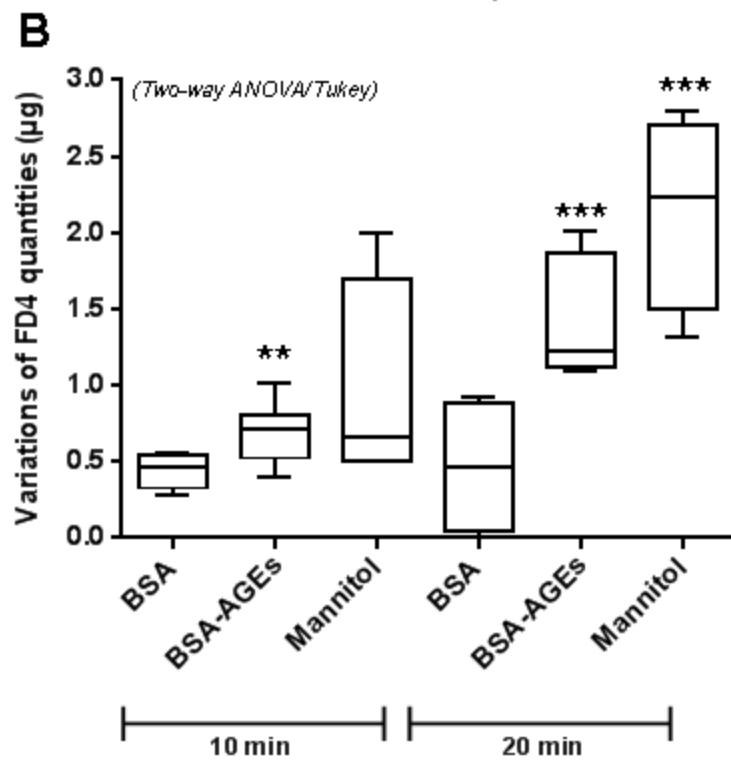 B
(Two-way ANOVA/Tukey)
Variations of FD4 quantities (µg)
3.0
2.5
2.0
1.5
1.0
0.5
0.0
**
***
***
BSA
BSA-AGEs
Mannitol
BSA
BSA-AGEs
Mannitol
10 min
20 min